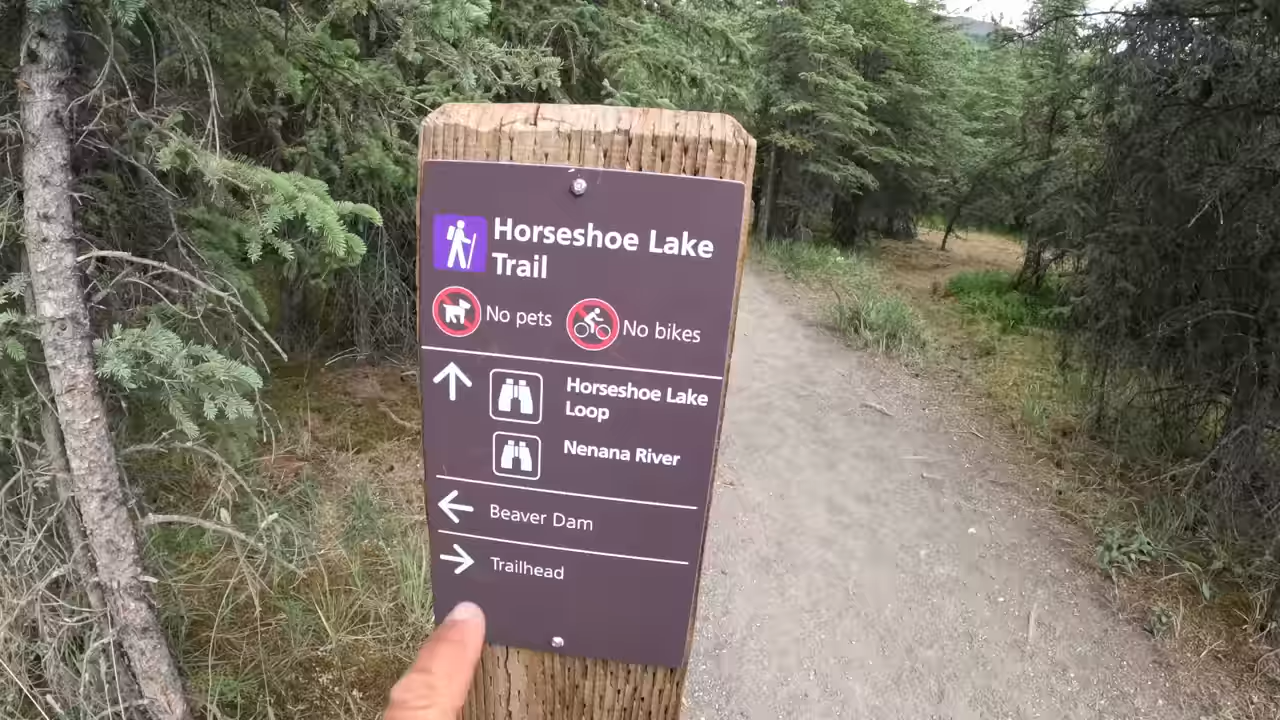 Horseshoe Lake
Trail
No pets No bikes
Horseshoe Lake
Loop
Nenana River
Beaver Dam
Trailhead